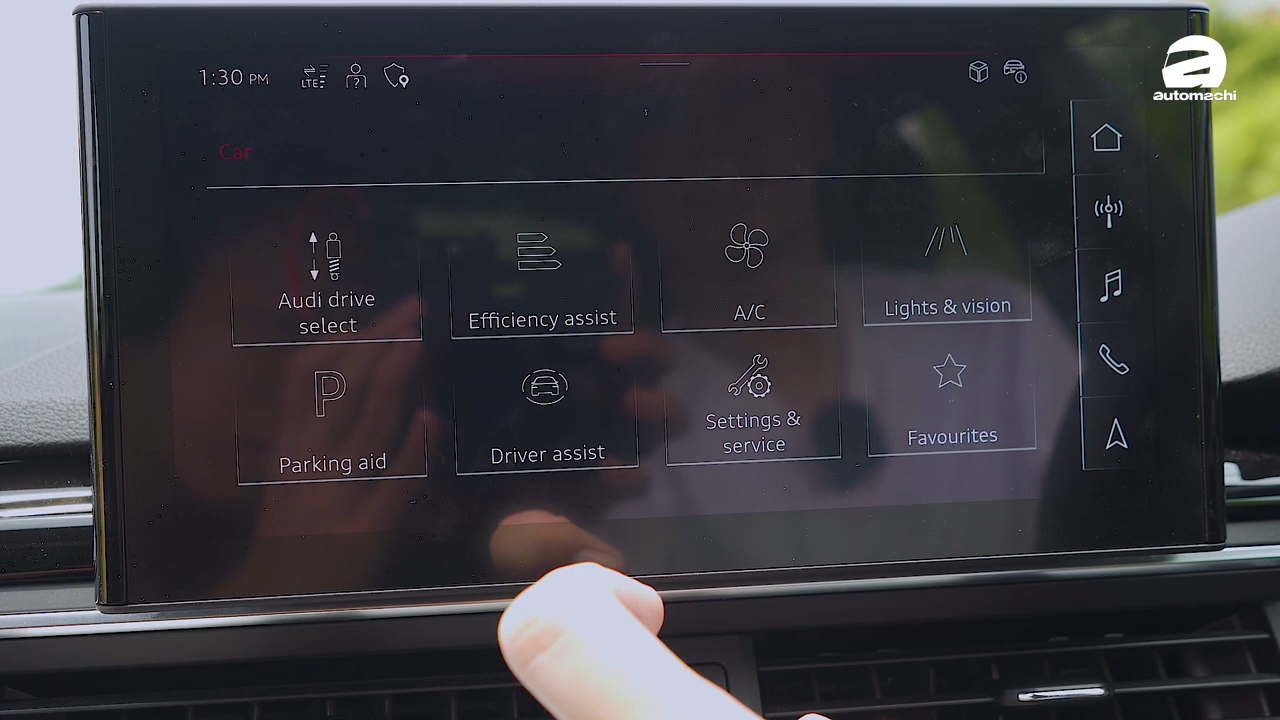 1:30 PM
LTE
?
automachi
Car
Audi drive
select
Efficiency assist
A/C
Lights & vision
P
Parking aid
Driver assist
Settings &
service
Favourites